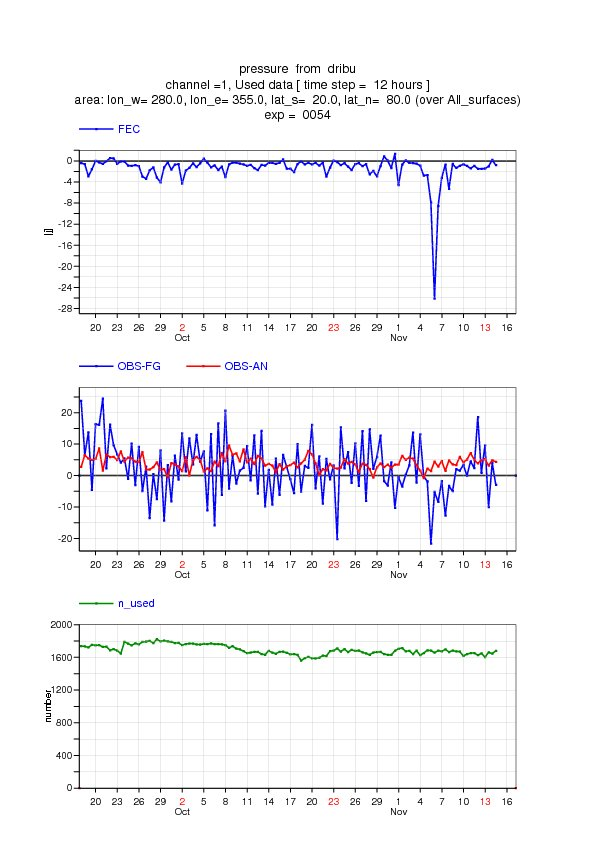 pressure from dribu
channel =1, Used data [ time step = 12 hours ]
area: lon_w= 280.0, lon_e= 355.0, lat_s= 20.0, lat_n= 80.0 (over All_surfaces)
exp = 0054
FEC
0
-4
-8
-12
-16
-20
-24
-28
[J]
20 23 26 29 2 5 8 11 14 17 20 23 26 29 1 4 7 10 13 16
Oct Nov
OBS-FG OBS-AN
20
10
0
-10
-20
20 23 26 29 2 5 8 11 14 17 20 23 26 29 1 4 7 10 13 16
Oct Nov
n_used
2000
1600
1200
800
400
0
number
20 23 26 29 2 5 8 11 14 17 20 23 26 29 1 4 7 10 13 16
Oct Nov